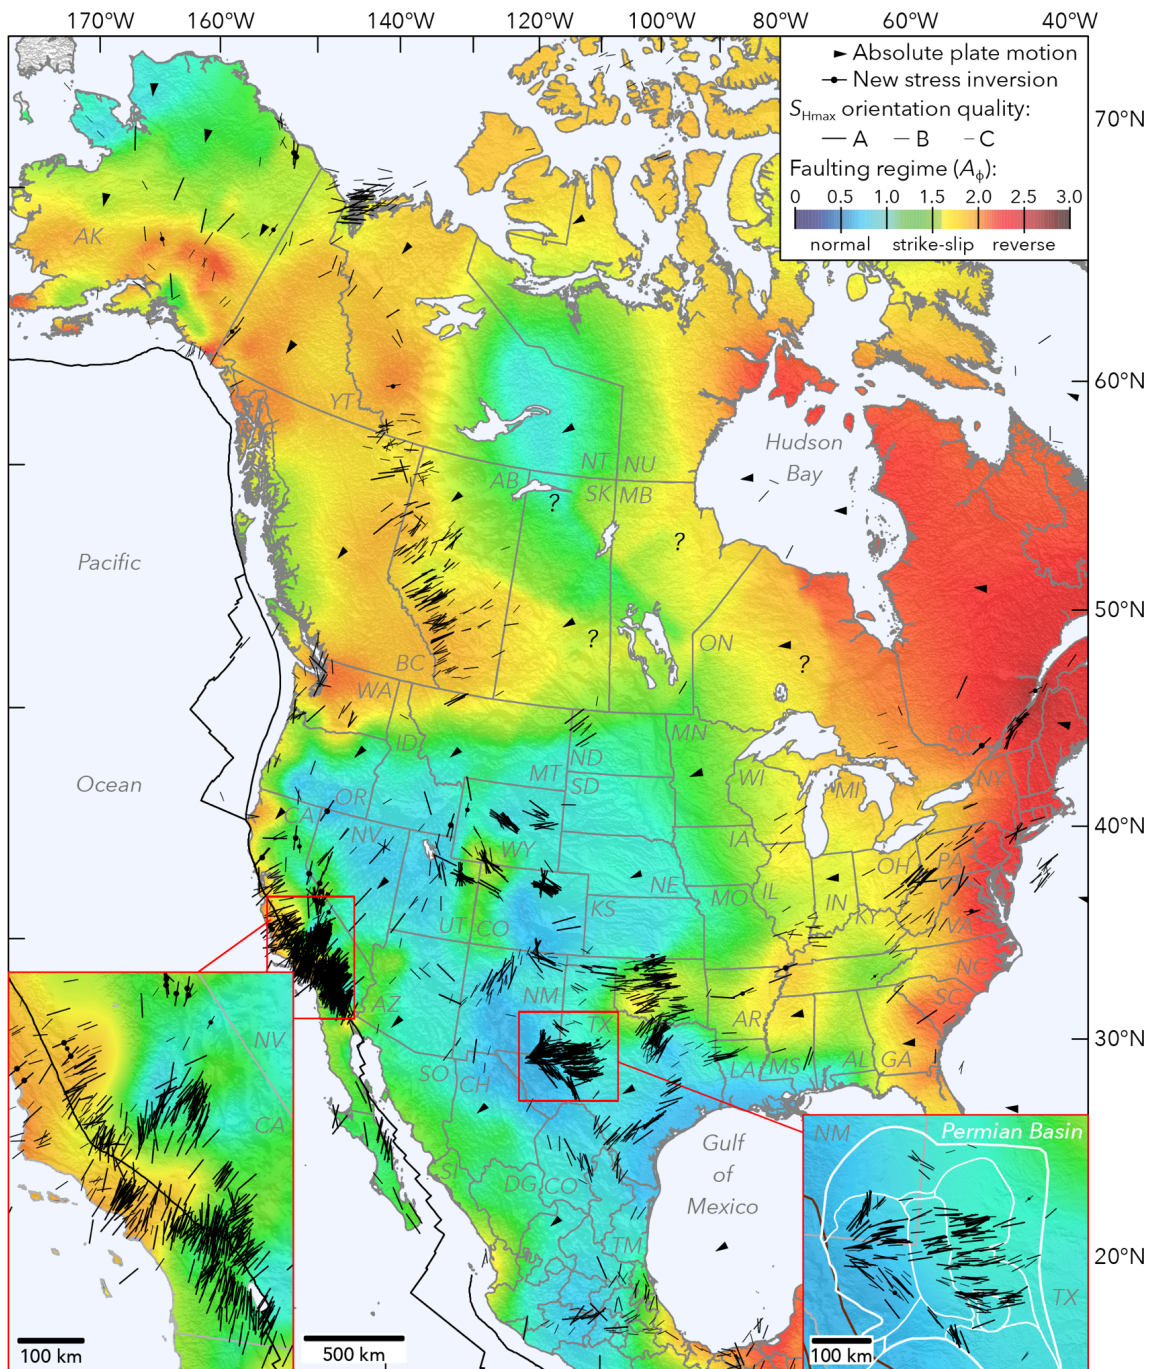 170°W 160°W 140°W 120°W 100°W 80°W 60°W 40°W
Absolute plate motion
New stress inversion
SHmax orientation quality:
A B C
Faulting regime (Aϕ):
0 0.5 1.0 1.5 2.0 2.5 3.0
normal strike-slip reverse
70°N
AK
60°N
YT
Hudson
Bay
NT NU
AB SK MB
?
?
Pacific
50°N
?
ON
?
BC
WA
QC
MN
ID
ND
MT
SD
WI
MI
NY
Ocean
OR
CA
NV
40°N
IA
WY
OH
PA
NE
MO
IL
IN
KY
UT CO
KS
VA
NC
NM
AZ
SC
TX
AR
30°N
NV
SO
CH
LA
MS
AL
GA
CA
Gulf
of
Mexico
NM
Permian Basin
SI
DG
CO
TM
20°N
TX
100 km
500 km
100 km